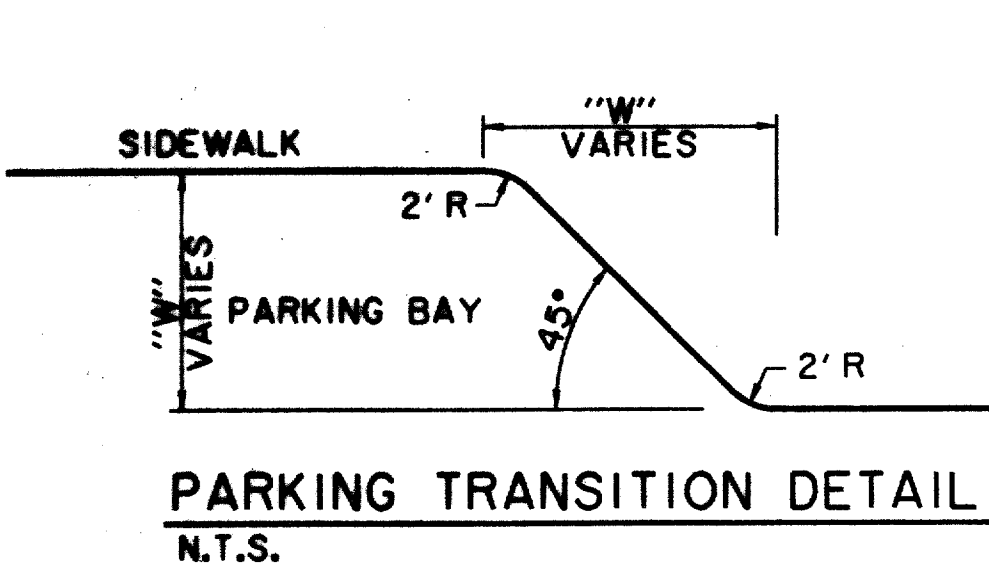 "W"
VARIES
SIDEWALK
2' R
"W"
VARIES
PARKING BAY
45°
2' R
PARKING TRANSITION DETAIL
N.T.S.